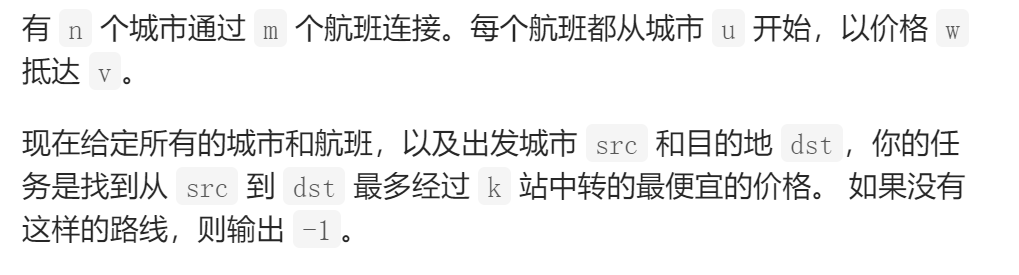 有 n 个城市通过 m 个航班连接。每个航班都从城市 u 开始，以价格 w
抵达 v。
现在给定所有的城市和航班，以及出发城市 src 和目的地 dst，你的任
务是找到从 src 到 dst 最多经过 k 站中转的最便宜的价格。 如果没有
这样的路线，则输出 -1。